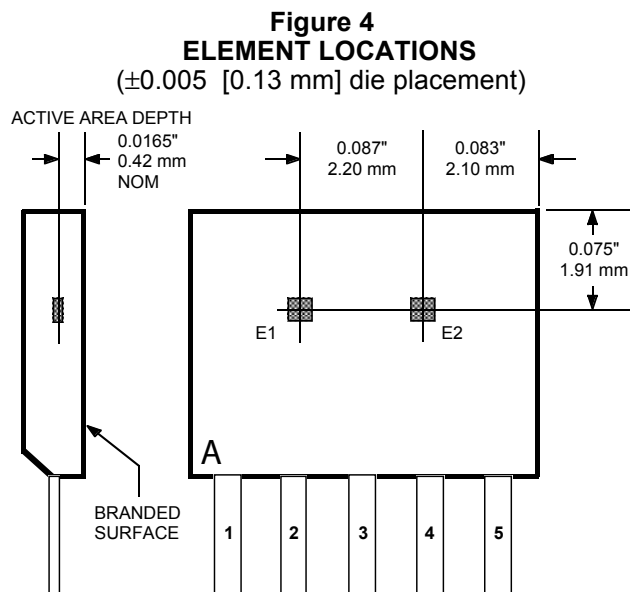 Figure 4
ELEMENT LOCATIONS
(±0.005 [0.13 mm] die placement)
ACTIVE AREA DEPTH
0.0165"
0.42 mm
NOM
0.087"
2.20 mm
0.083"
2.10 mm
0.075"
1.91 mm
E1
E2
A
BRANDED
SURFACE
1
2
3
4
5